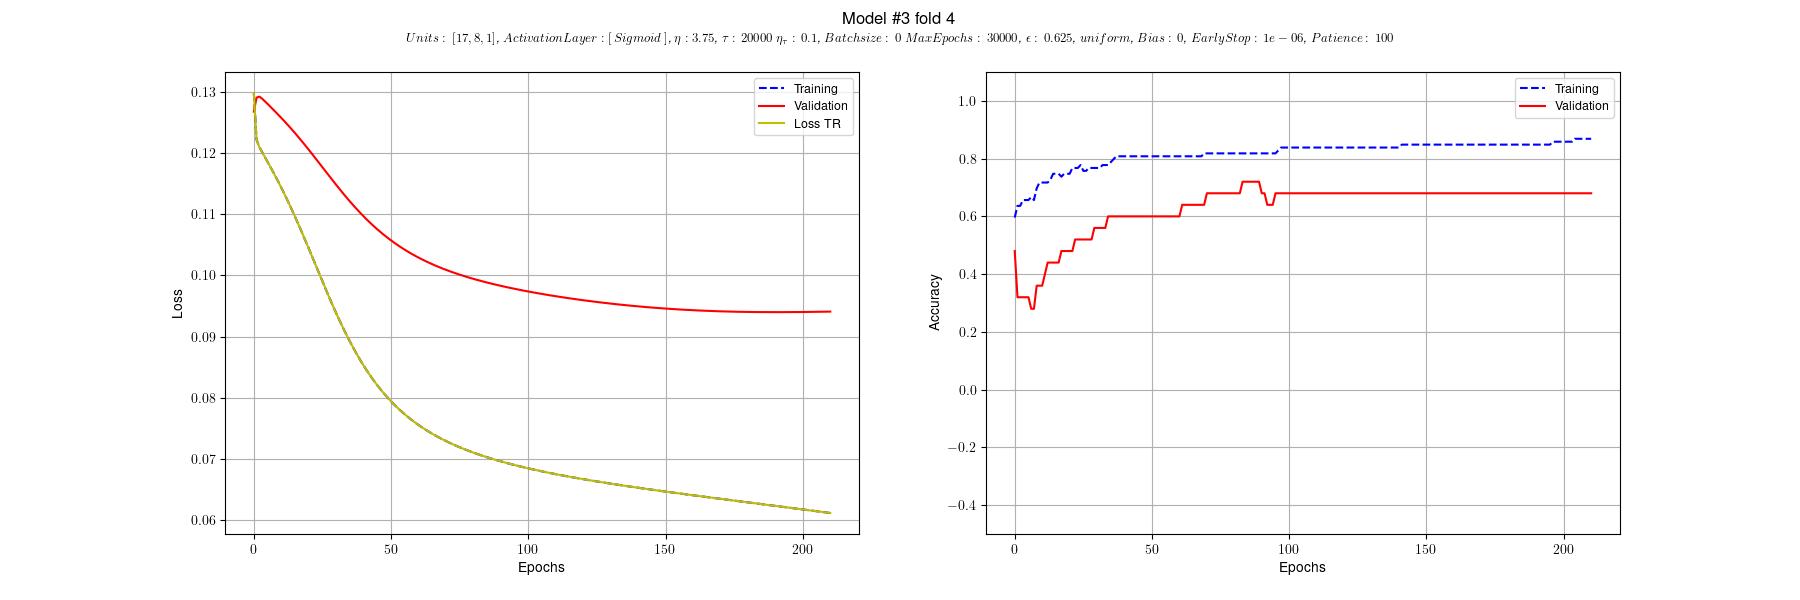 Model #3 fold 4
Units : [17, 8, 1], ActivationLayer : [ Sigmoid ], η : 3.75, τ : 20000 η_τ : 0.1, Batchsize : 0 MaxEpochs : 30000, ϵ : 0.625, uniform, Bias : 0, EarlyStop : 1e − 06, Patience : 100
Training
Validation
Loss TR
0.13
0.12
0.11
0.10
0.09
0.08
0.07
0.06
Loss
0 50 100 150 200
Epochs
Training
Validation
1.0
0.8
0.6
0.4
0.2
0.0
−0.2
−0.4
Accuracy
0 50 100 150 200
Epochs